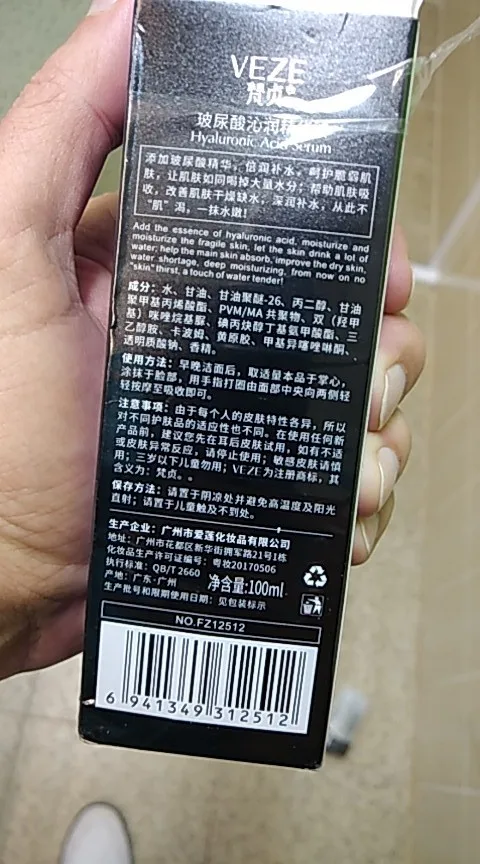 VEZE
梵贞
玻尿酸沁润精
Hyaluronic Acid Serum
添加玻尿酸精华，倍润补水，呵护脆弱肌
肤，让肌肤如同喝掉大量水分；帮助肌肤吸
收，改善肌肤干燥缺水，深润补水，从此不
“肌”渴，一抹水嫩！
Add the essence of hyaluronic acid, moisturize and
moisturize the fragile skin, let the skin drink a lot of
water; help the main skin absorb, improve the dry skin,
water shortage, deep moisturizing, from now on no
"skin" thirst, a touch of water tender!
成分：水、甘油、甘油聚醚-26、丙二醇、甘油
聚甲基丙烯酸酯、PVM/MA 共聚物、双（羟甲
基）咪唑烷基脲、碘丙炔醇丁基氨甲酸酯、三
乙醇胺、卡波姆、黄原胶、甲基异噻唑啉酮、
透明质酸钠、香精。
使用方法：早晚洁面后，取适量本品于掌心，
涂抹于脸部，用手指打圈由面部中央向两侧轻
轻按摩至吸收即可。
注意事项：由于每个人的皮肤特性各异，所以
对不同护肤品的适应性也不同。在使用任何新
产品前，建议您先在耳后皮肤试用，如有不适
或皮肤异常反应，请停止使用；敏感皮肤请慎
用；三岁以下儿童勿用；VEZE为注册商标，其
含义为：梵贞。。
保存方法：请置于阴凉处并避免高温度及阳光
直射；请置于儿童触及不到处。
生产企业：广州市爱莲化妆品有限公司
地址：广州市花都区新华街拥军路21号1栋
化妆品生产许可证编号：粤妆20170506
执行标准：QB/T 2660
净含量:100ml
产地：广东·广州
生产批号和限期使用日期：见包装标示
NO.FZ12512
6 941349 312512